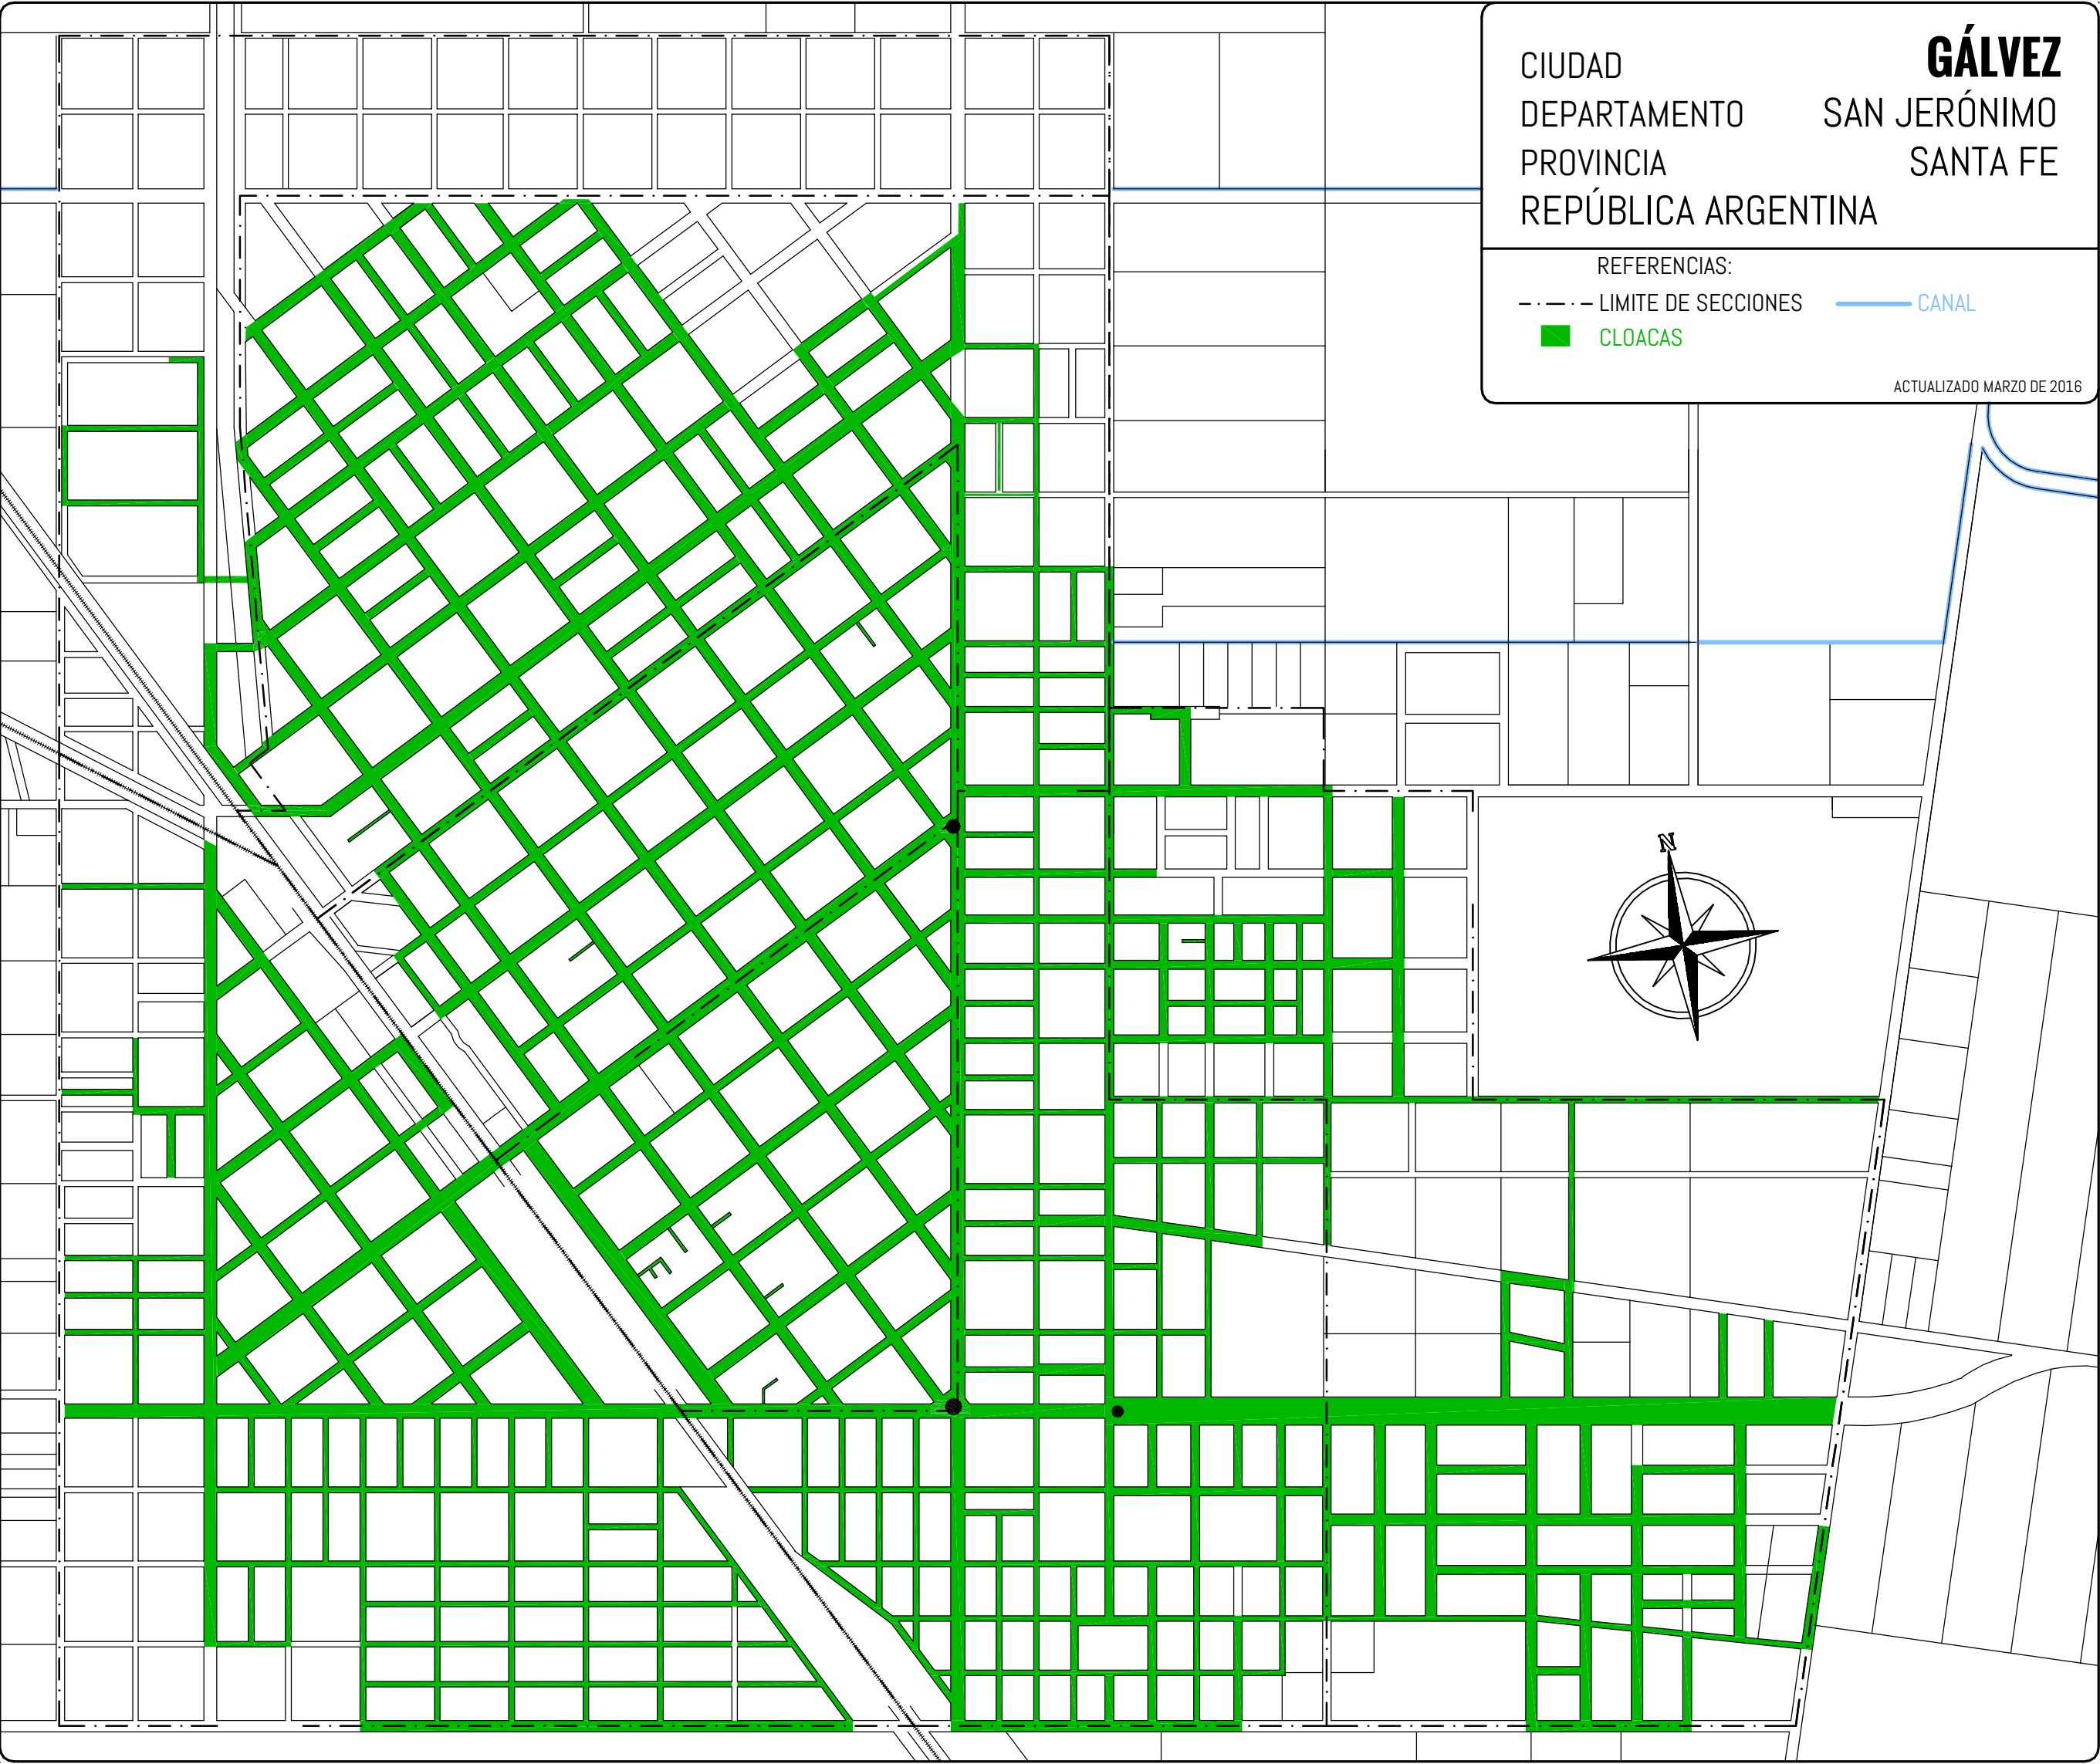 CIUDAD GÁLVEZ
DEPARTAMENTO SAN JERÓNIMO
PROVINCIA SANTA FE
REPÚBLICA ARGENTINA
REFERENCIAS:
LIMITE DE SECCIONES CANAL
CLOACAS
ACTUALIZADO MARZO DE 2016
N